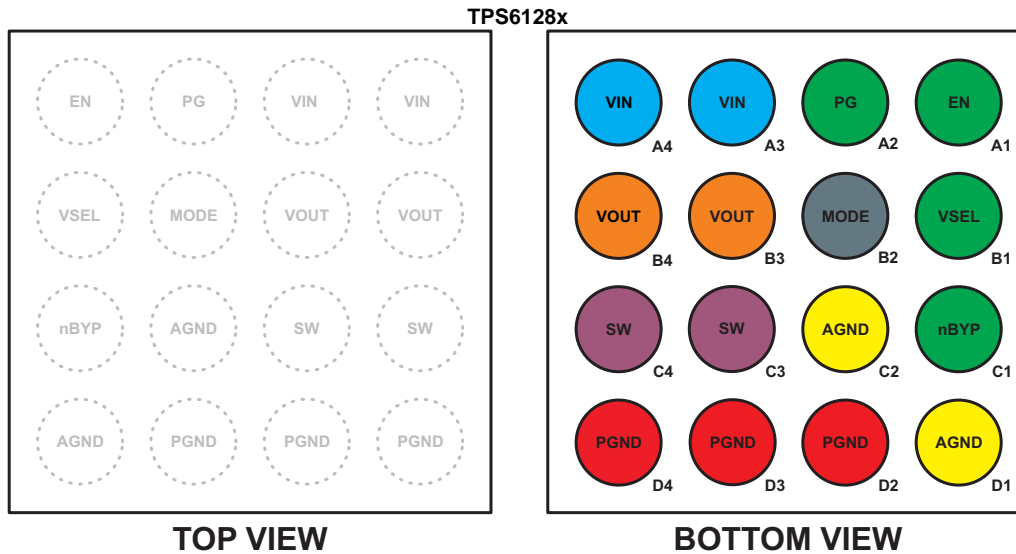 TPS6128x
EN PG VIN VIN
VSEL MODE VOUT VOUT
nBYP AGND SW SW
AGND PGND PGND PGND
TOP VIEW
VIN VIN PG EN
A4 A3 A2 A1
VOUT VOUT MODE VSEL
B4 B3 B2 B1
SW SW AGND nBYP
C4 C3 C2 C1
PGND PGND PGND AGND
D4 D3 D2 D1
BOTTOM VIEW